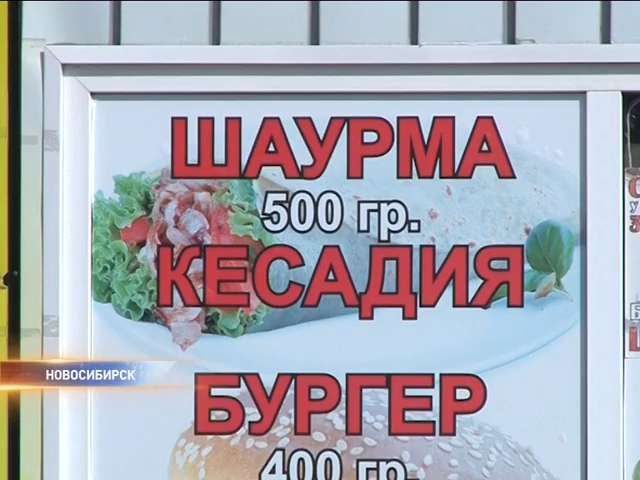 ШАУРМА
500 гр.
КЕСАДИЯ
НОВОСИБИРСК
БУРГЕР
400 гр.